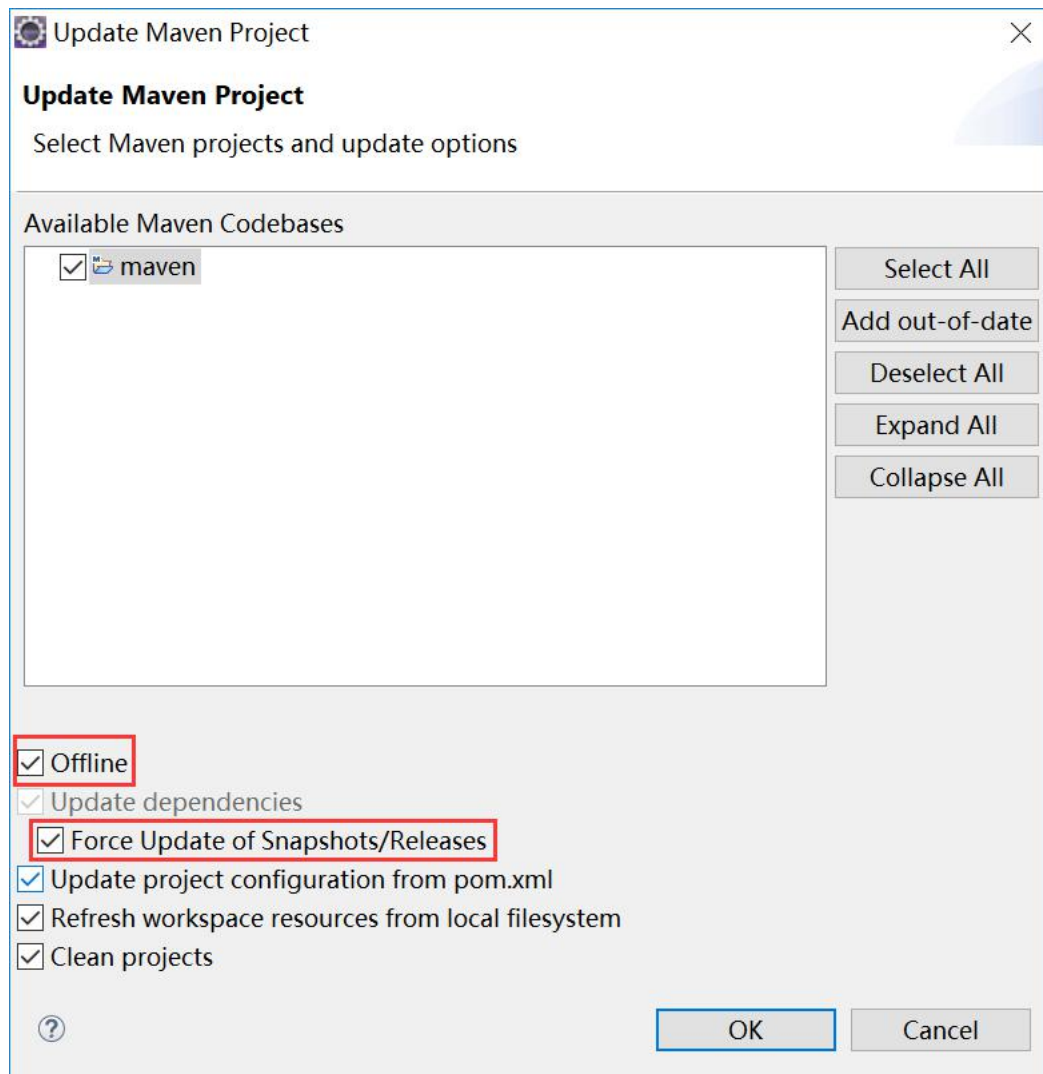 Update Maven Project
Update Maven Project
Select Maven projects and update options
Available Maven Codebases
maven
Select All
Add out-of-date
Deselect All
Expand All
Collapse All
Offline
Update dependencies
Force Update of Snapshots/Releases
Update project configuration from pom.xml
Refresh workspace resources from local filesystem
Clean projects
OK
Cancel